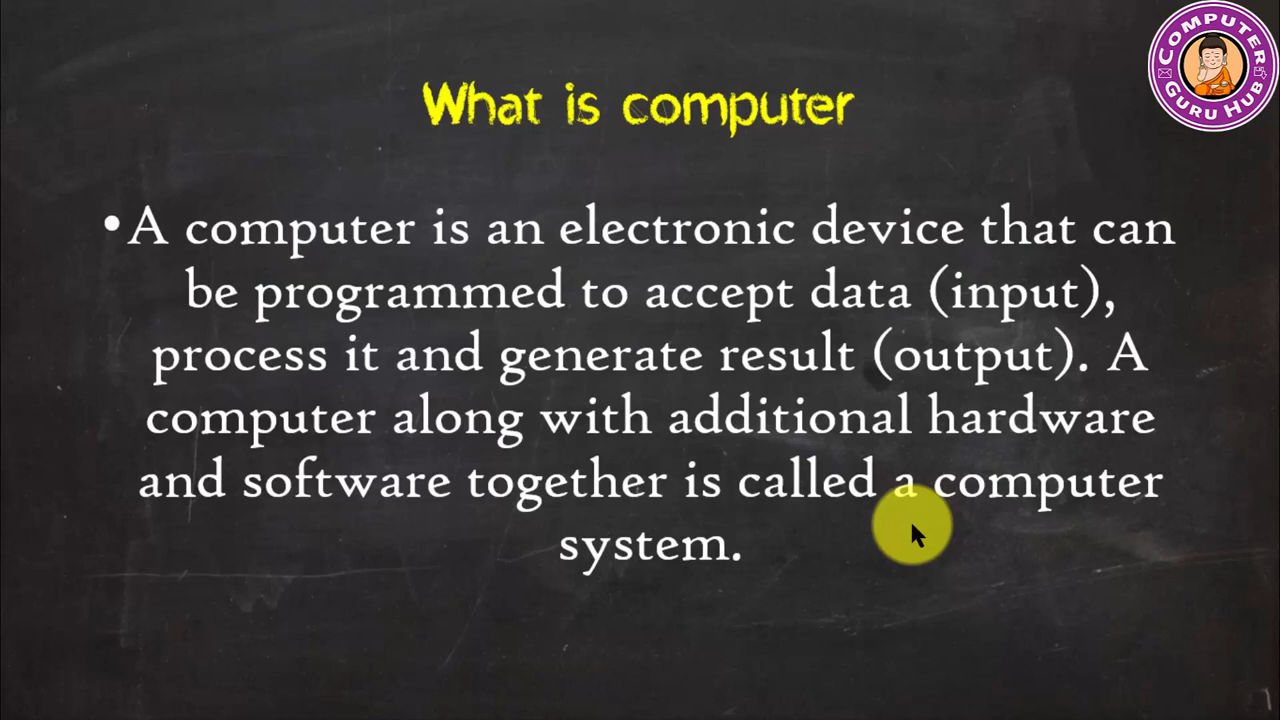 What is computer
COMPUTER
GURU HUB
•A computer is an electronic device that can
be programmed to accept data (input),
process it and generate result (output). A
computer along with additional hardware
and software together is called a computer
system.